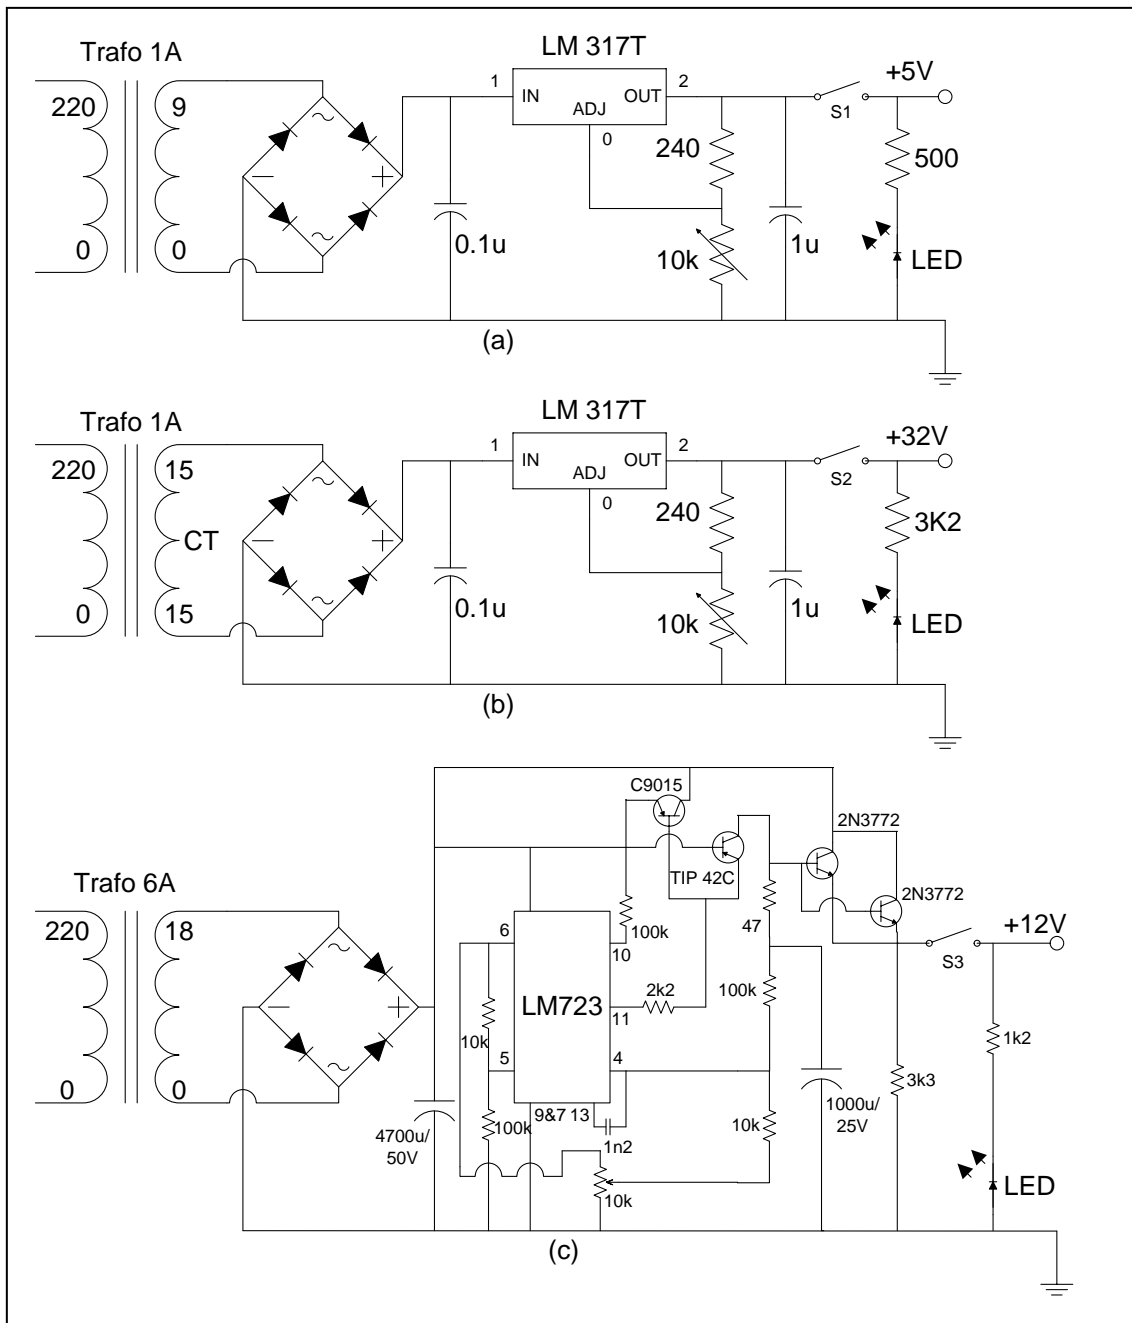 Trafo 1A
LM 317T
220
9
0
0
1
IN
ADJ
OUT
2
0
+5V
S1
240
500
0.1u
10k
1u
LED
(a)
Trafo 1A
LM 317T
220
15
CT
0
15
1
IN
ADJ
OUT
2
0
+32V
S2
240
3K2
0.1u
10k
1u
LED
(b)
C9015
2N3772
TIP 42C
2N3772
Trafo 6A
220
18
0
0
6
10
100k
47
+12V
S3
LM723
11
2k2
100k
10k
5
4
1k2
3k3
9&7
13
100k
1n2
10k
1000u/
25V
4700u/
50V
10k
LED
(c)